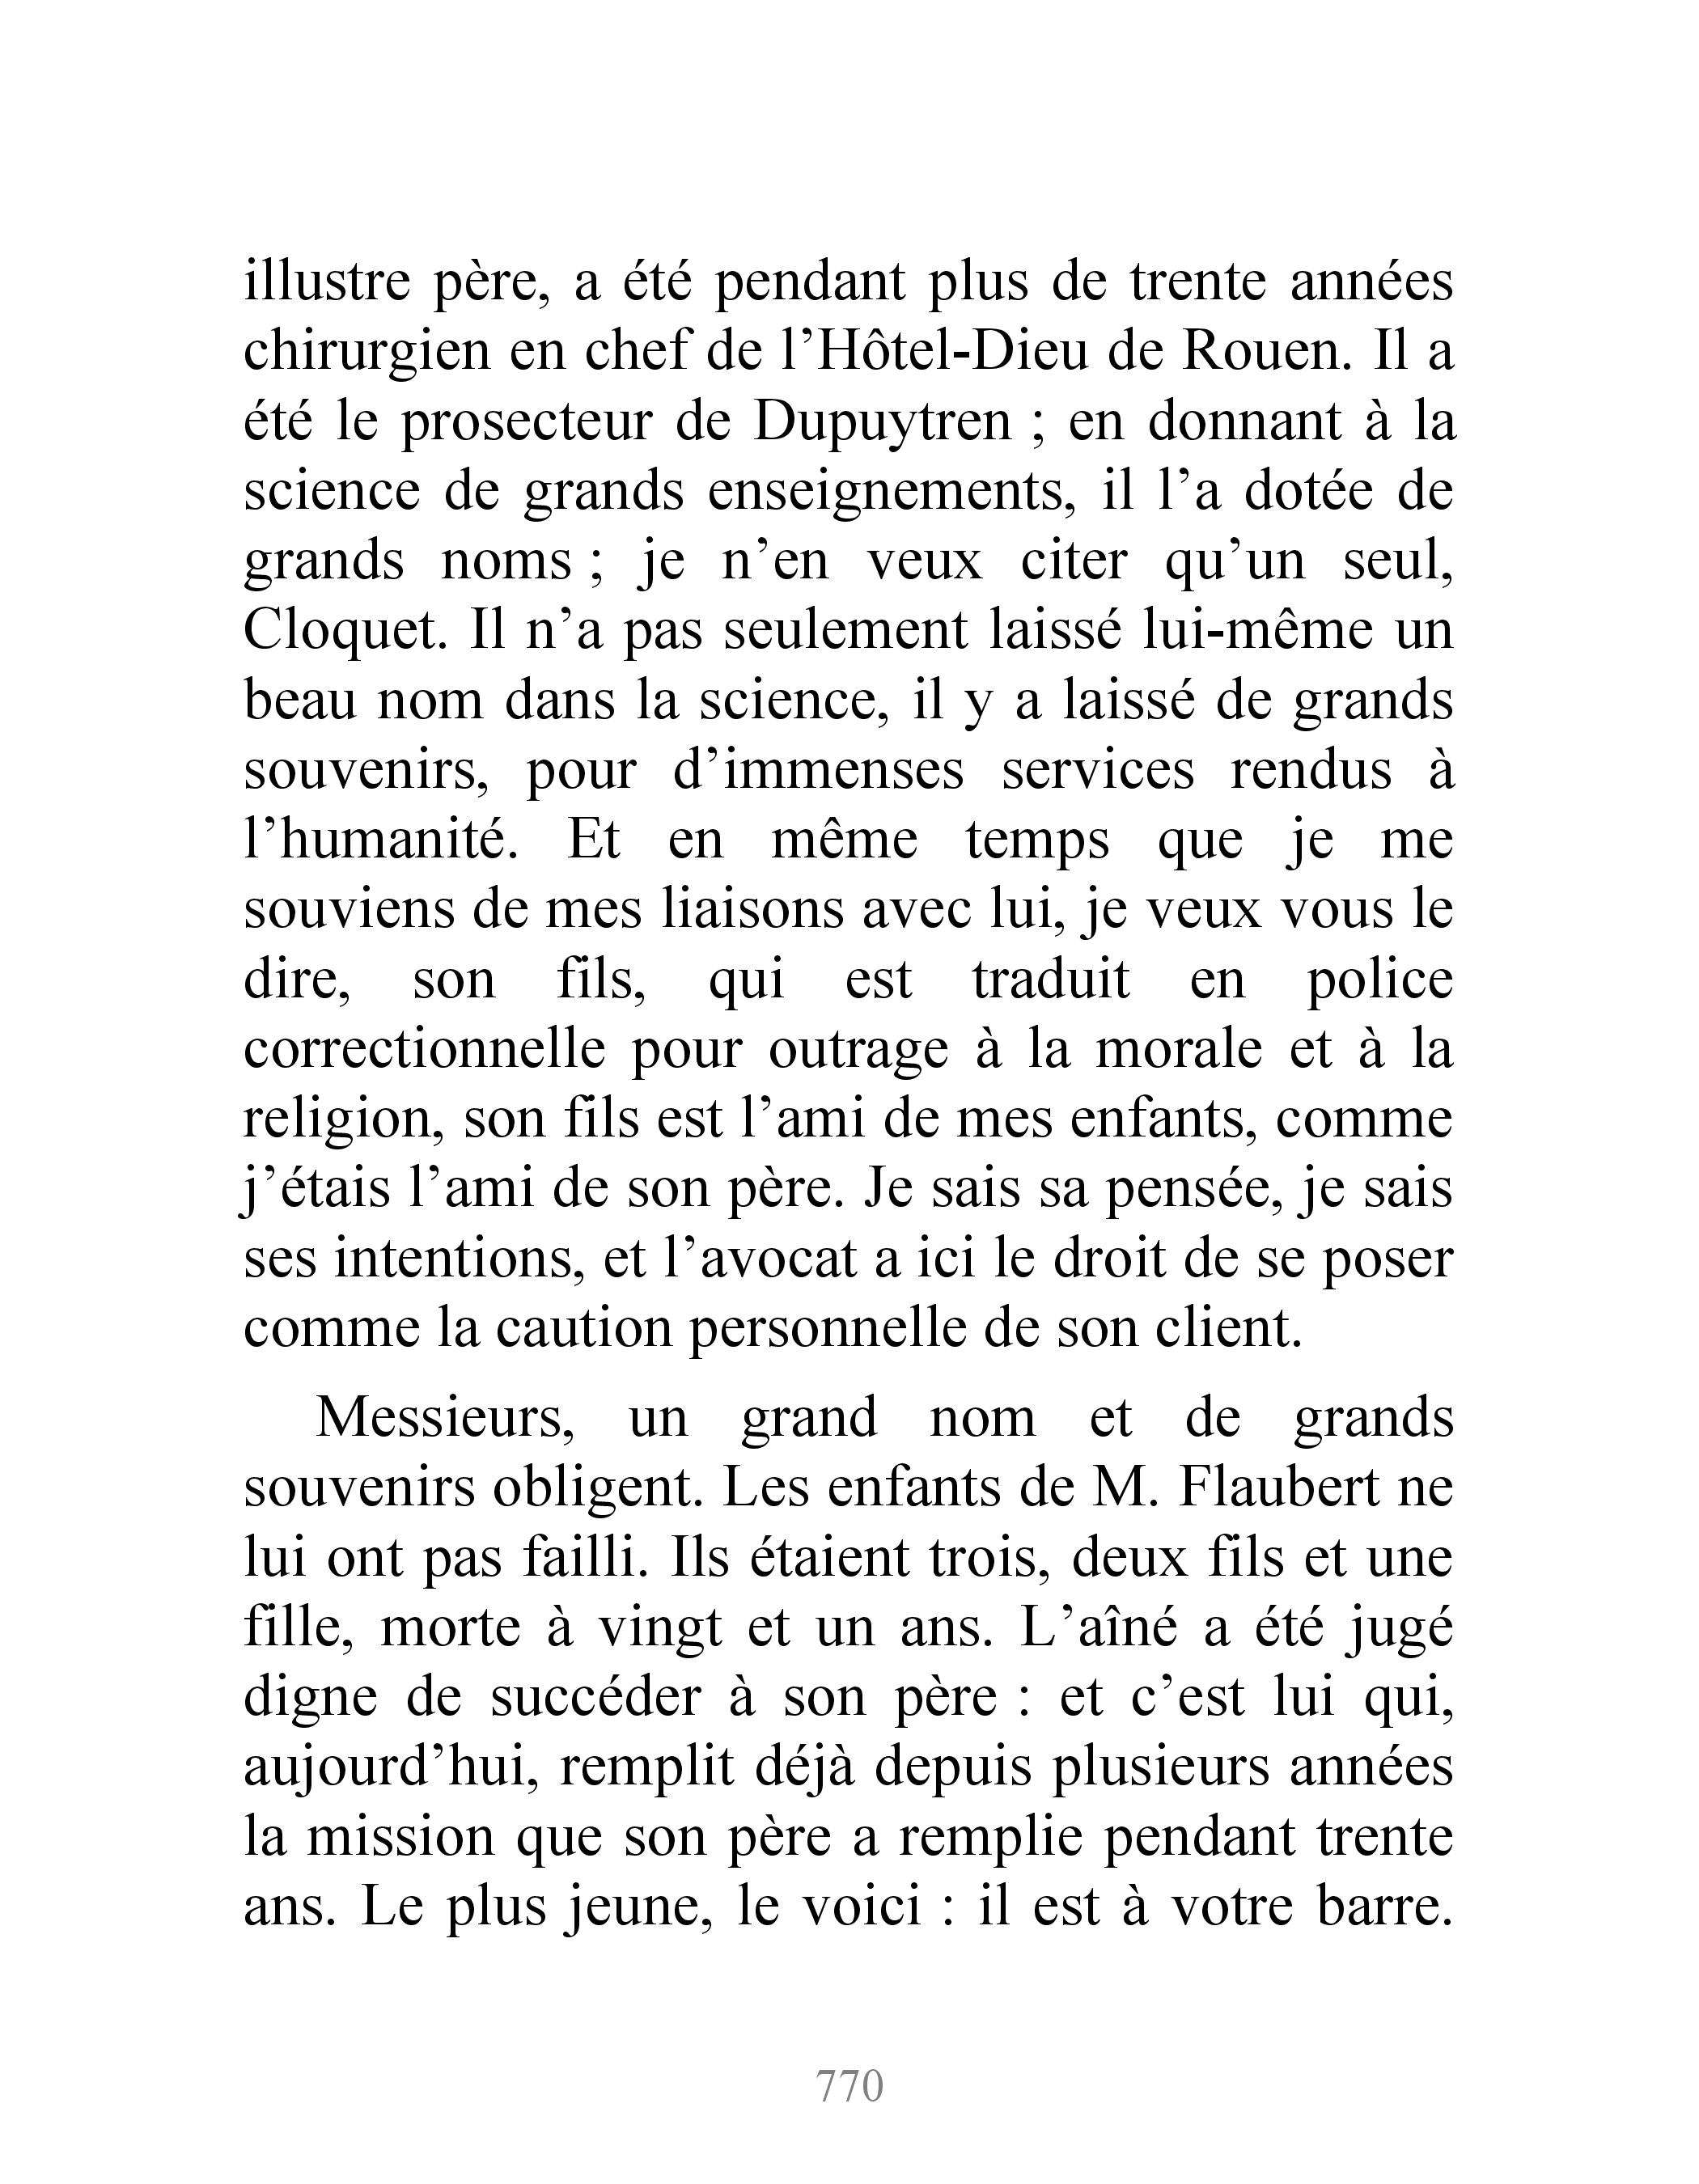 illustre père, a été pendant plus de trente années
chirurgien en chef de l’Hôtel-Dieu de Rouen. Il a
été le prosecteur de Dupuytren ; en donnant à la
science de grands enseignements, il l’a dotée de
grands noms ; je n’en veux citer qu’un seul,
Cloquet. Il n’a pas seulement laissé lui-même un
beau nom dans la science, il y a laissé de grands
souvenirs, pour d’immenses services rendus à
l’humanité. Et en même temps que je me
souviens de mes liaisons avec lui, je veux vous le
dire, son fils, qui est traduit en police
correctionnelle pour outrage à la morale et à la
religion, son fils est l’ami de mes enfants, comme
j’étais l’ami de son père. Je sais sa pensée, je sais
ses intentions, et l’avocat a ici le droit de se poser
comme la caution personnelle de son client.
Messieurs, un grand nom et de grands
souvenirs obligent. Les enfants de M. Flaubert ne
lui ont pas failli. Ils étaient trois, deux fils et une
fille, morte à vingt et un ans. L’aîné a été jugé
digne de succéder à son père : et c’est lui qui,
aujourd’hui, remplit déjà depuis plusieurs années
la mission que son père a remplie pendant trente
ans. Le plus jeune, le voici : il est à votre barre.
770